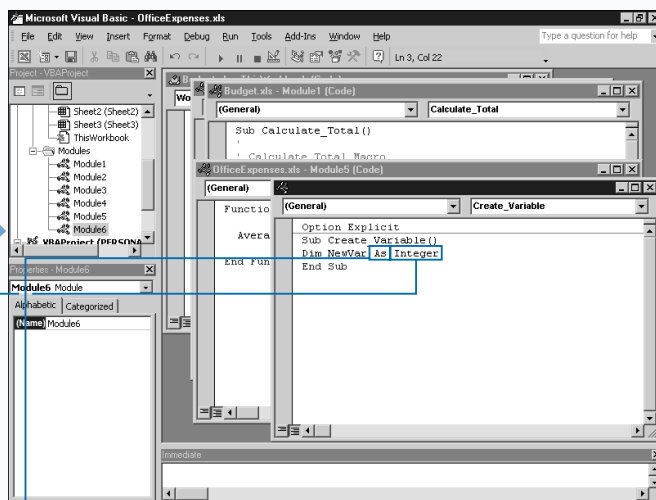 Microsoft Visual Basic - OfficeExpenses.xls
File Edit View Insert Format Debug Run Tools Add-Ins Window Help
Type a question for help
Ln 3, Col 22
Project - VBAProject
Sheet2 (Sheet2)
Sheet3 (Sheet3)
ThisWorkbook
Modules
Module1
Module2
Module3
Module4
Module5
Module6
VBAProject (PERSONA
Properties - Module6
Module6 Module
Alphabetic Categorized
(Name) Module6
Budget.xls - Module1 (Code)
(General) Calculate_Total
Sub Calculate_Total()
'
' Calculate Total Macro
OfficeExpenses.xls - Module5 (Code)
(General)
Functio
Avera
End Fun
(General) Create_Variable
Option Explicit
Sub Create_Variable()
Dim NewVar As Integer
End Sub
Immediate